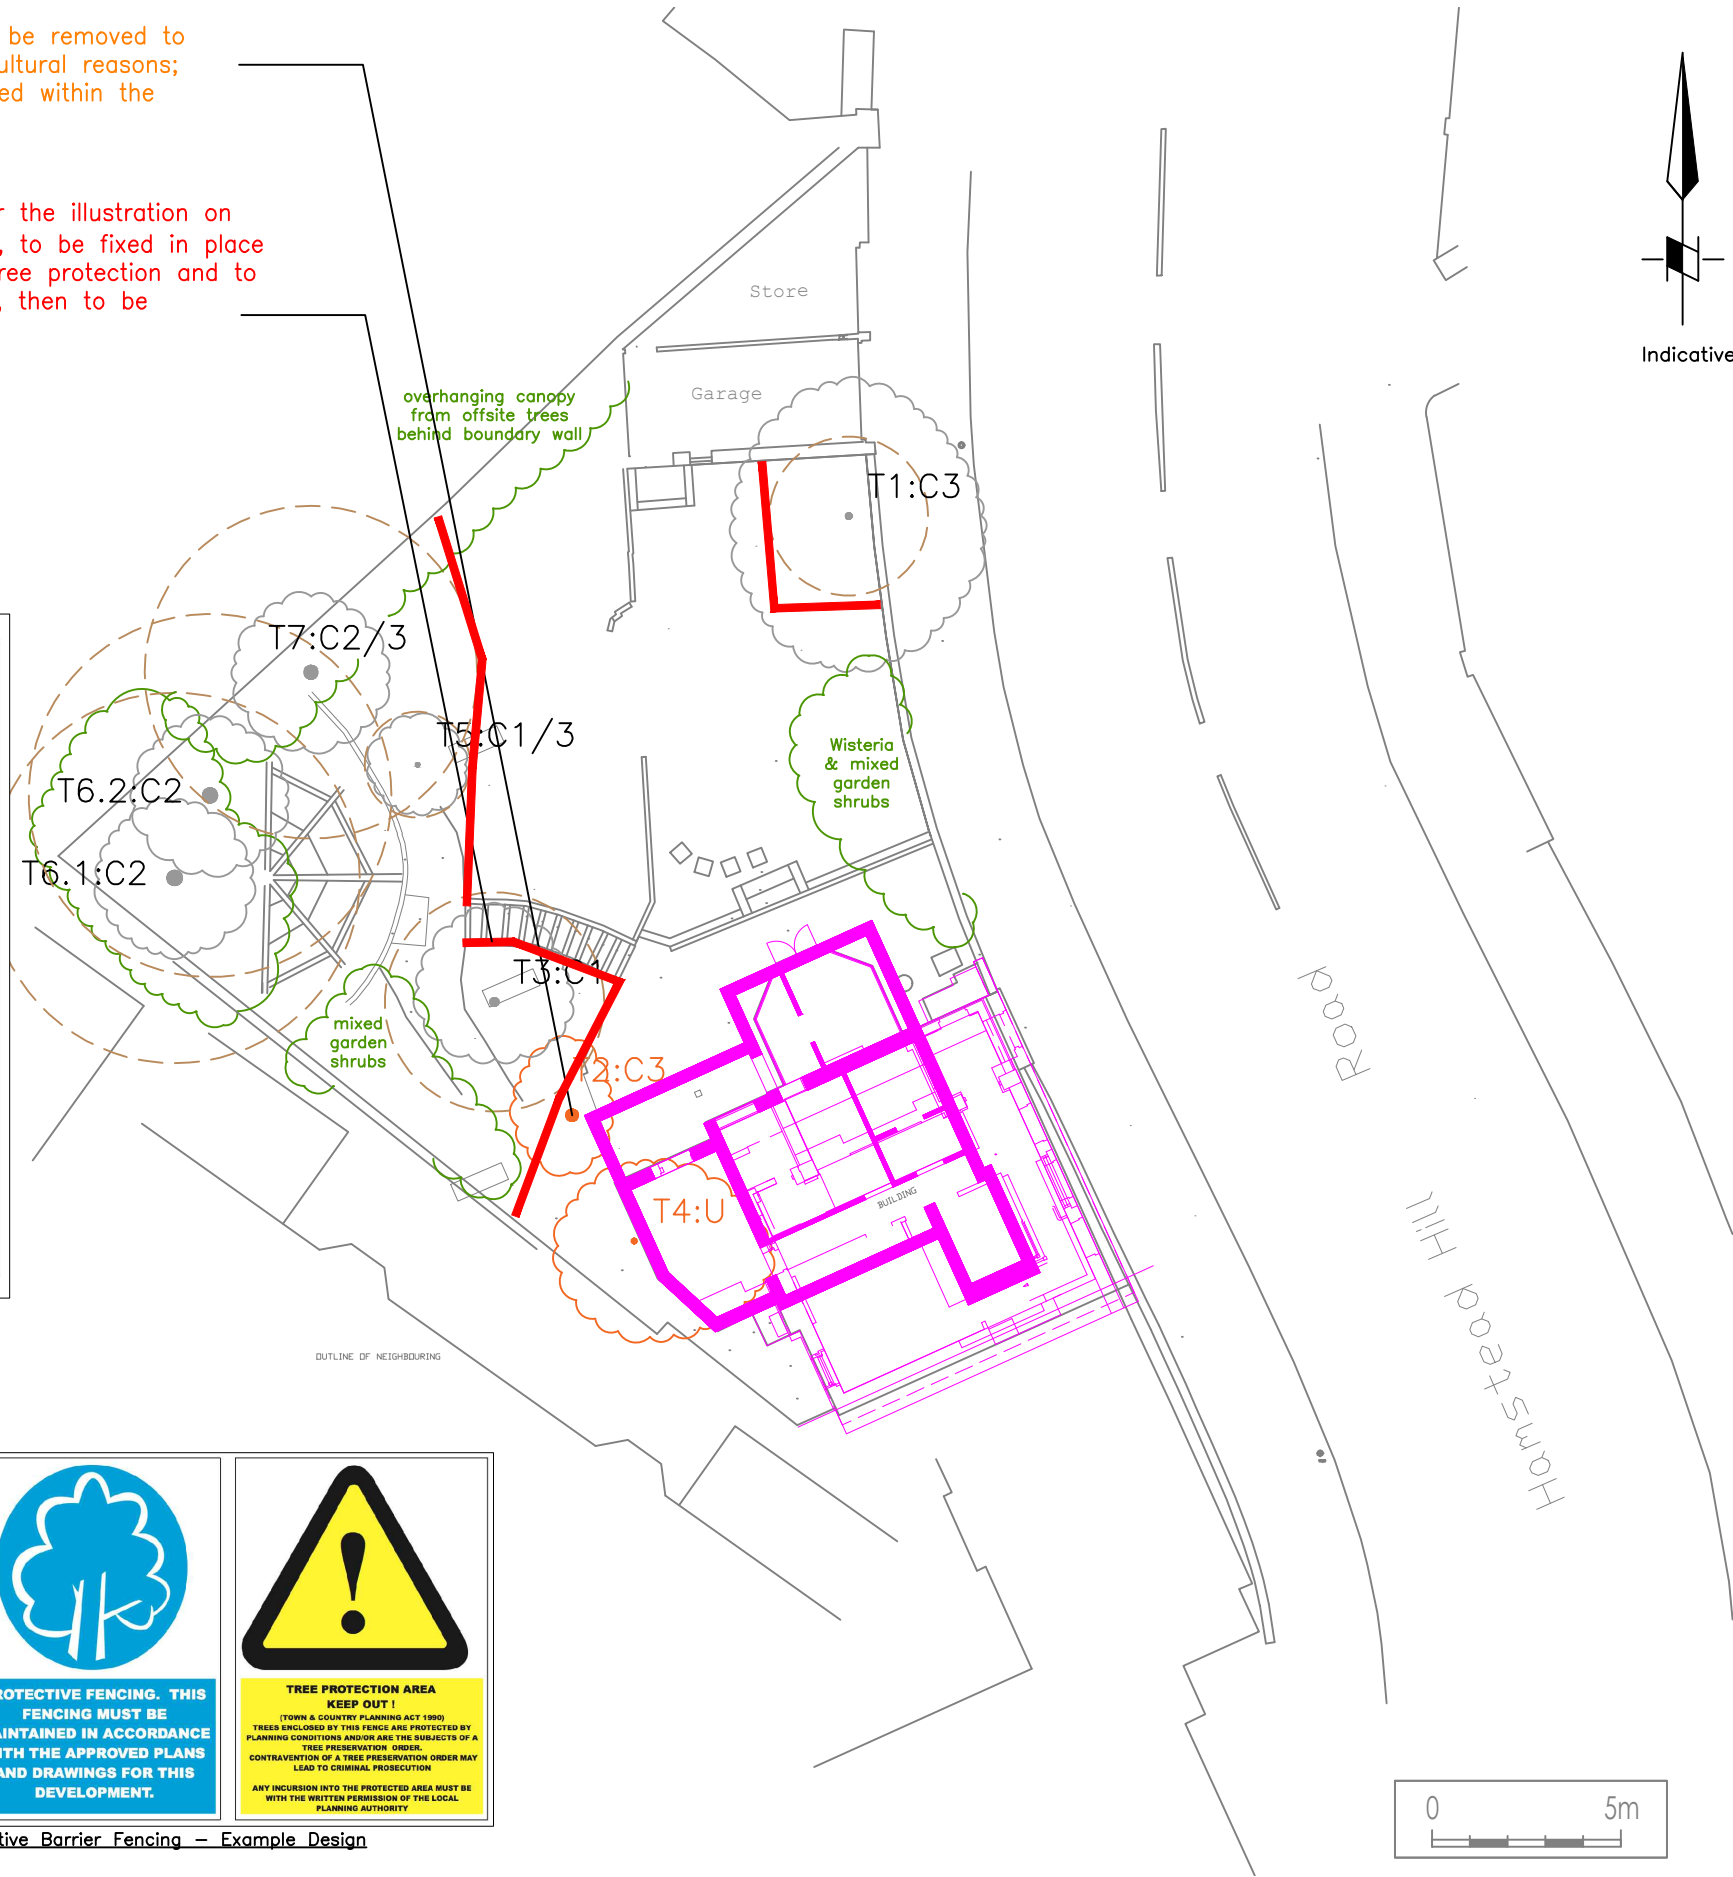 be removed to
ultural reasons;
ed within the
r the illustration on
, to be fixed in place
ree protection and to
, then to be
Indicative
Store
Garage
overhanging canopy
from offsite trees
behind boundary wall
T1:C3
T7:C2/3
T5:C1/3
T6.2:C2
T6.1:C2
Wisteria
& mixed
garden
shrubs
T3:C1
mixed
garden
shrubs
T2:C3
T4:U
BUILDING
Hampstead Hill
Road
OUTLINE OF NEIGHBOURING
ROTECTIVE FENCING. THIS
FENCING MUST BE
AINTAINED IN ACCORDANCE
ITH THE APPROVED PLANS
AND DRAWINGS FOR THIS
DEVELOPMENT.
TREE PROTECTION AREA
KEEP OUT !
(TOWN & COUNTRY PLANNING ACT 1990)
TREES ENCLOSED BY THIS FENCE ARE PROTECTED BY
PLANNING CONDITIONS AND/OR ARE THE SUBJECTS OF A
TREE PRESERVATION ORDER.
CONTRAVENTION OF A TREE PRESERVATION ORDER MAY
LEAD TO CRIMINAL PROSECUTION
ANY INCURSION INTO THE PROTECTED AREA MUST BE
WITH THE WRITTEN PERMISSION OF THE LOCAL
PLANNING AUTHORITY
tive Barrier Fencing – Example Design
0 5m